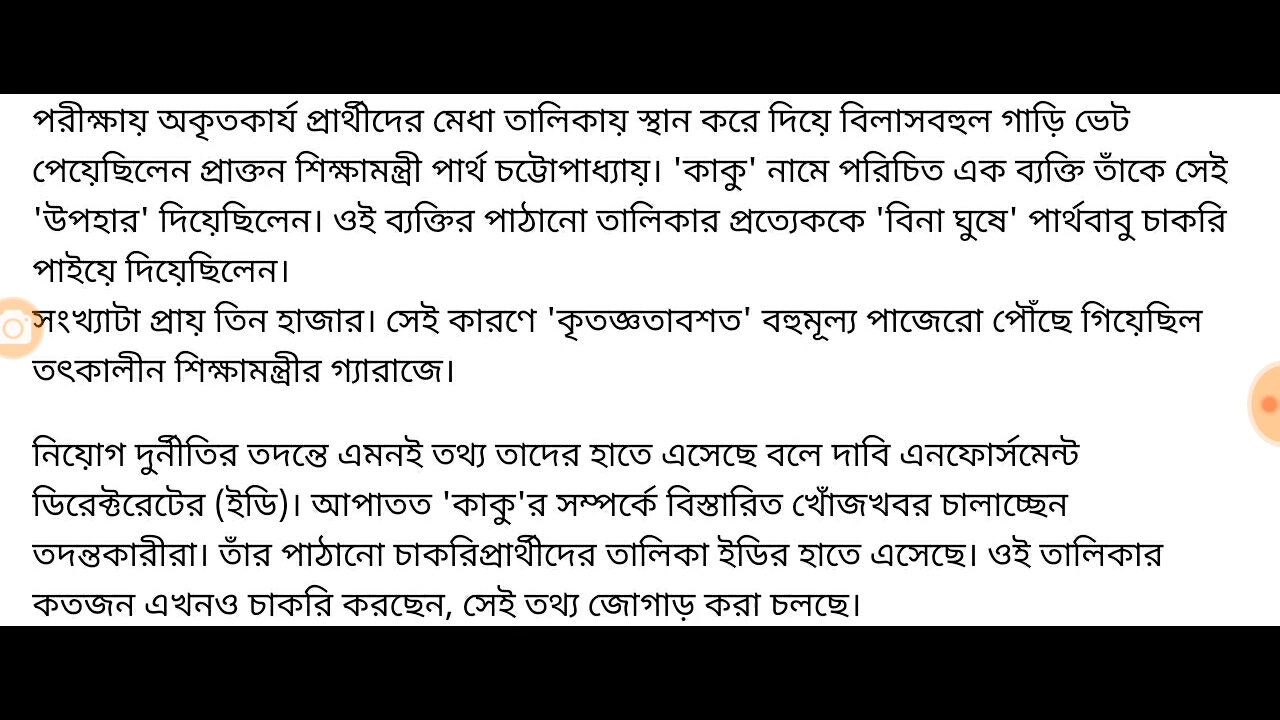 পরীক্ষায় অকৃতকার্য প্রার্থীদের মেধা তালিকায় স্থান করে দিয়ে বিলাসবহুল গাড়ি ভেট
পেয়েছিলেন প্রাক্তন শিক্ষামন্ত্রী পার্থ চট্টোপাধ্যায়। 'কাকু' নামে পরিচিত এক ব্যক্তি তাঁকে সেই
'উপহার' দিয়েছিলেন। ওই ব্যক্তির পাঠানো তালিকার প্রত্যেককে 'বিনা ঘুষে' পার্থবাবু চাকরি
পাইয়ে দিয়েছিলেন।
সংখ্যাটা প্রায় তিন হাজার। সেই কারণে 'কৃতজ্ঞতাবশত' বহুমূল্য পাজেরো পৌঁছে গিয়েছিল
তৎকালীন শিক্ষামন্ত্রীর গ্যারাজে।
নিয়োগ দুর্নীতির তদন্তে এমনই তথ্য তাদের হাতে এসেছে বলে দাবি এনফোর্সমেন্ট
ডিরেক্টরেটের (ইডি)। আপাতত 'কাকু'র সম্পর্কে বিস্তারিত খোঁজখবর চালাচ্ছেন
তদন্তকারীরা। তাঁর পাঠানো চাকরিপ্রার্থীদের তালিকা ইডির হাতে এসেছে। ওই তালিকার
কতজন এখনও চাকরি করছেন, সেই তথ্য জোগাড় করা চলছে।